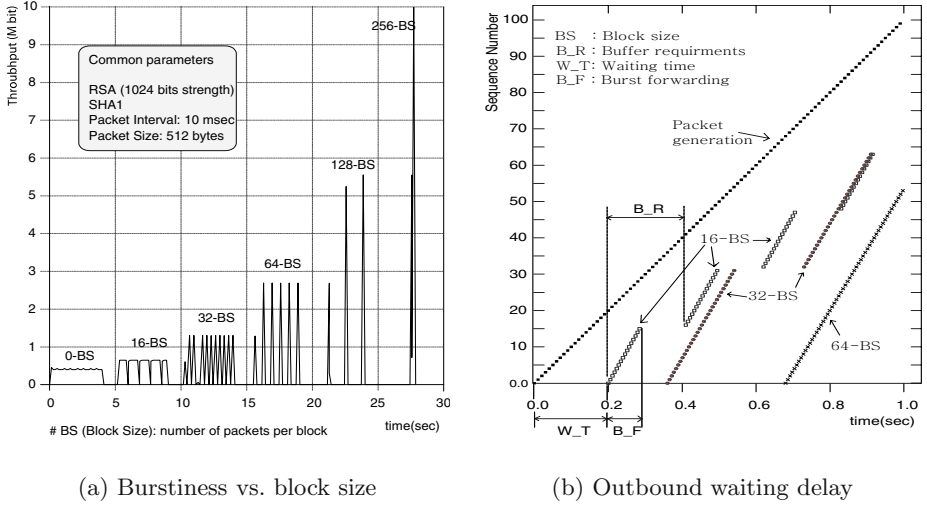 Throubhput (M bit)
10
9
8
7
6
5
4
3
2
1
0
256-BS
Common parameters
RSA (1024 bits strength)
SHA1
Packet Interval: 10 msec
Packet Size: 512 bytes
128-BS
64-BS
32-BS
16-BS
0-BS
0
5
10
15
20
25
30
# BS (Block Size): number of packets per block
time(sec)
(a) Burstiness vs. block size
Sequence Number
100
90
80
70
60
50
40
30
20
10
0.0
BS : Block size
B_R : Buffer requirments
W_T : Waiting time
B_F : Burst forwarding
Packet
generation
B_R
16-BS
32-BS
64-BS
0.0
0.2
0.4
0.6
0.8
1.0
time(sec)
W_T
B_F
(b) Outbound waiting delay